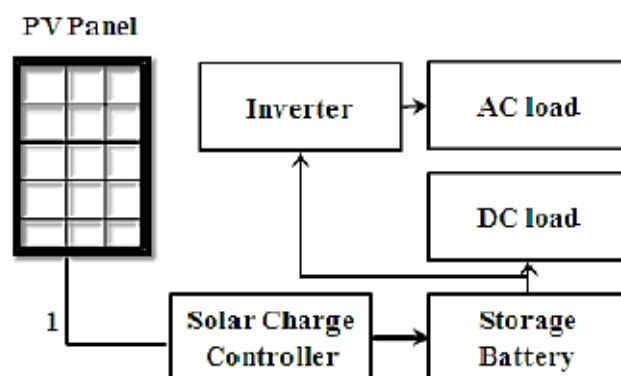 PV Panel
Inverter
AC load
DC load
1
Solar Charge
Controller
Storage
Battery